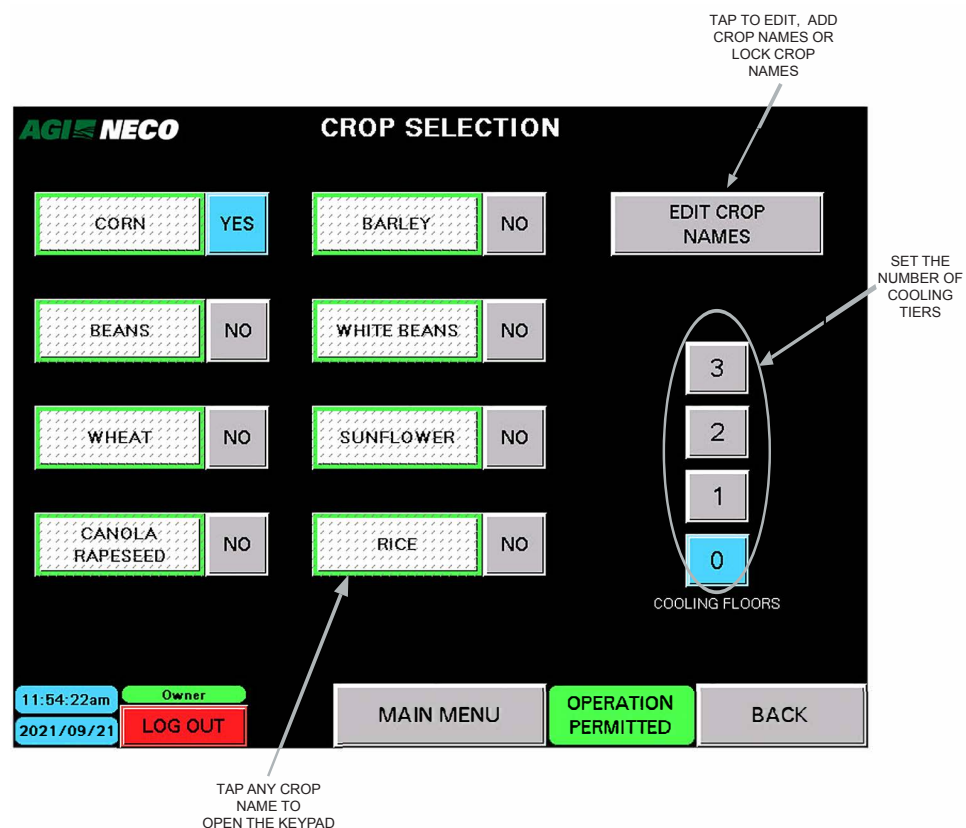 TAP TO EDIT, ADD
CROP NAMES OR
LOCK CROP
NAMES
AGI NECO
CROP SELECTION
CORN
YES
BARLEY
NO
EDIT CROP
NAMES
SET THE
NUMBER OF
COOLING
TIERS
BEANS
NO
WHITE BEANS
NO
3
WHEAT
NO
SUNFLOWER
NO
2
1
CANOLA
RAPESEED
NO
RICE
NO
0
COOLING FLOORS
11:54:22am
Owner
2021/09/21
LOG OUT
MAIN MENU
OPERATION
PERMITTED
BACK
TAP ANY CROP
NAME TO
OPEN THE KEYPAD